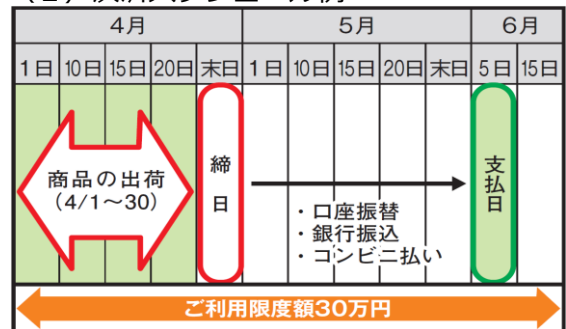 4月 5月 6月
1日 10日 15日 20日 末日 1日 10日 15日 20日 末日 5日 15日
商品の出荷
(4/1～30)
締日
・口座振替
・銀行振込
・コンビニ払い
支払日
ご利用限度額30万円